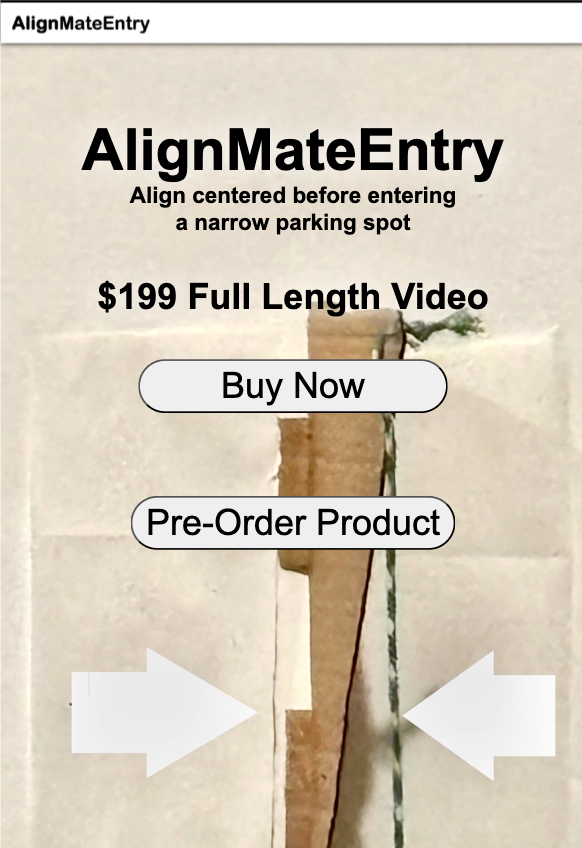 AlignMateEntry
AlignMateEntry
Align centered before entering
a narrow parking spot
$199 Full Length Video
Buy Now
Pre-Order Product